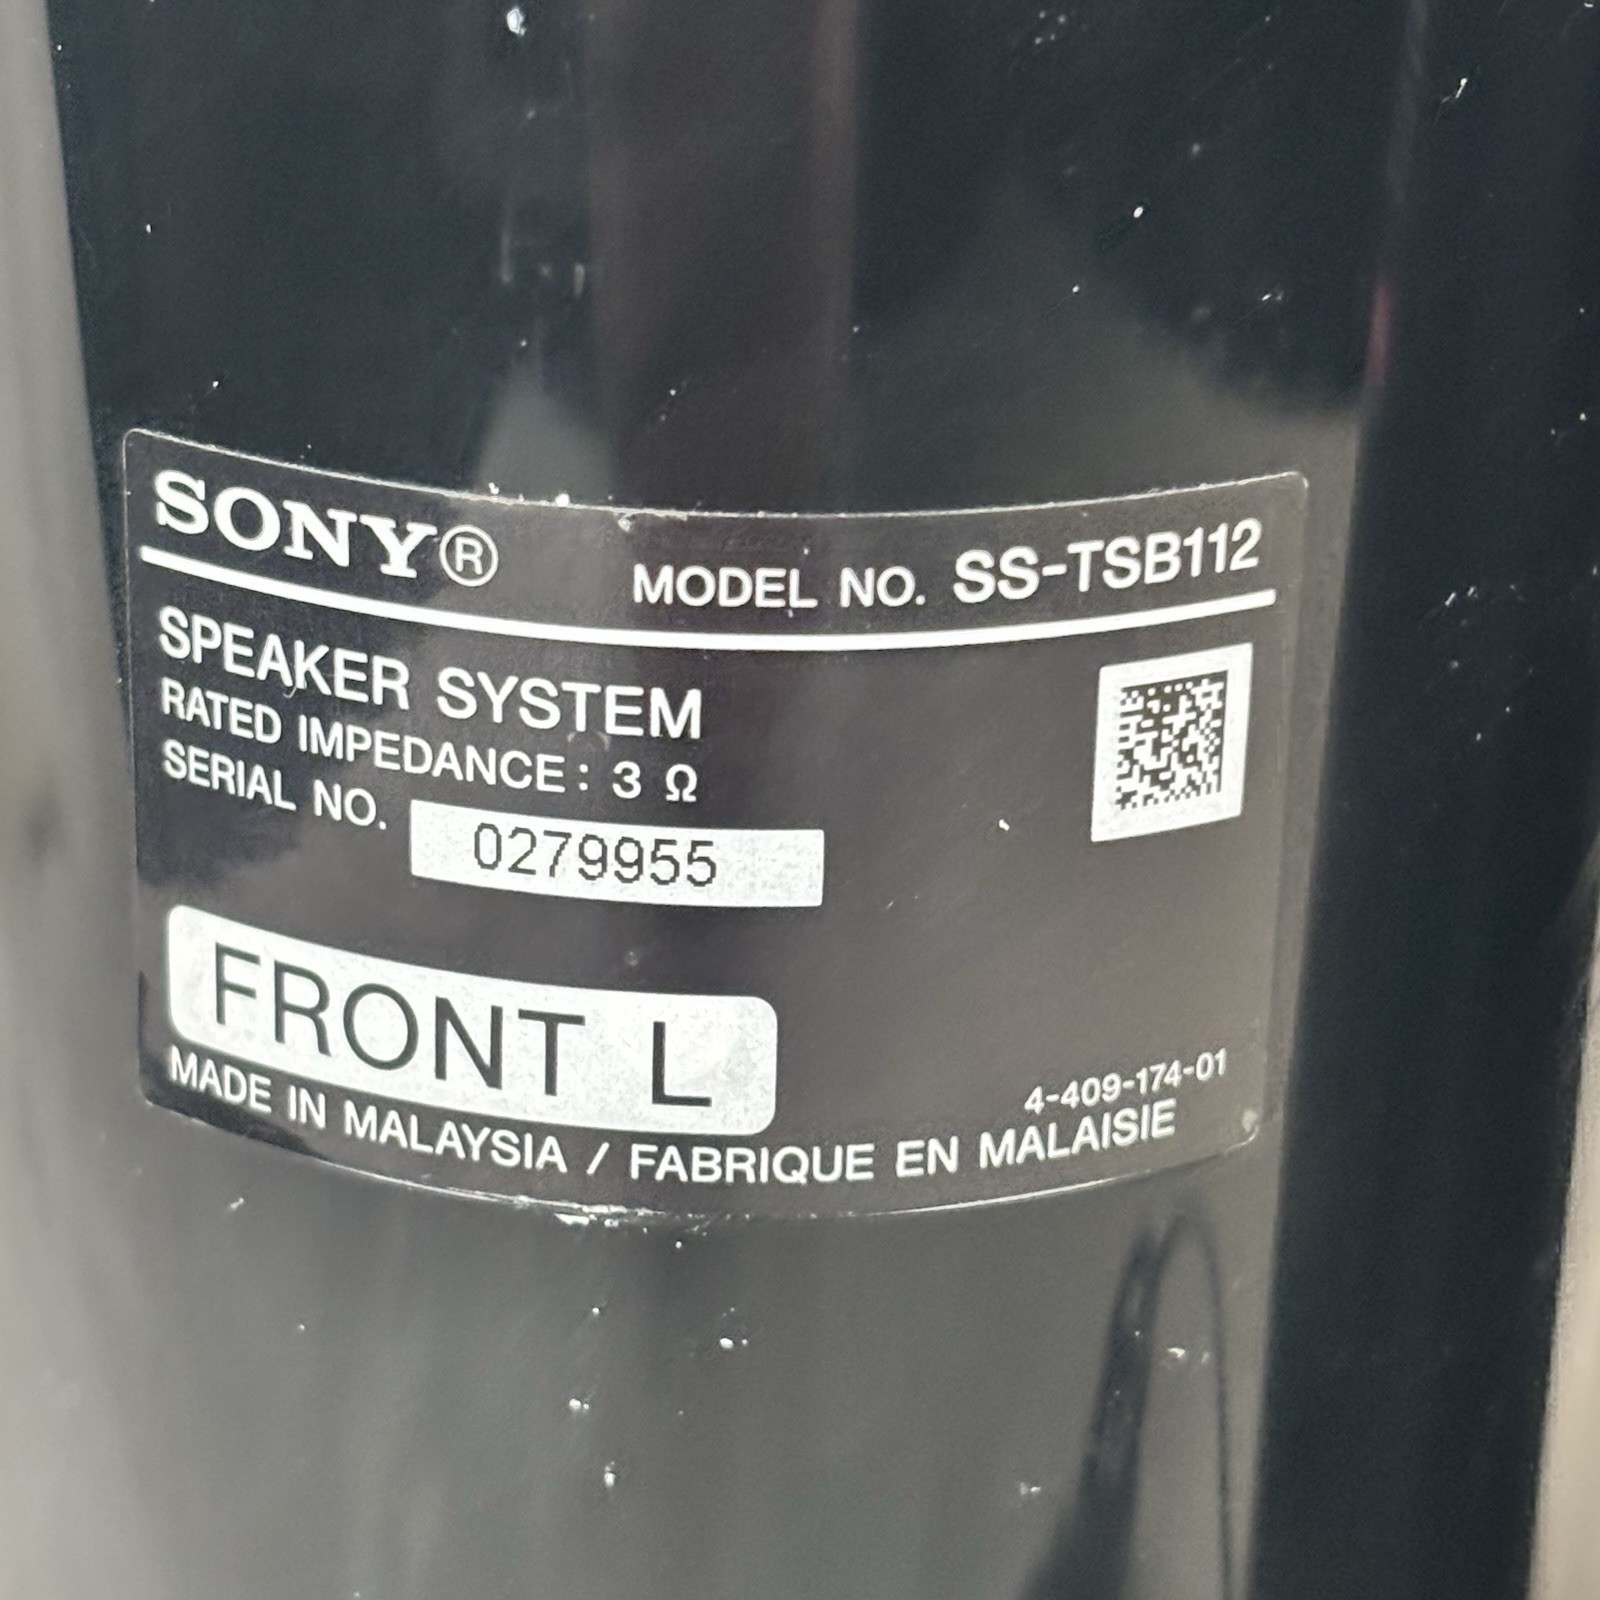 SONY®
MODEL NO. SS-TSB112
SPEAKER SYSTEM
RATED IMPEDANCE: 3 Ω
SERIAL NO. 0279955
FRONT L
4-409-174-01
MADE IN MALAYSIA / FABRIQUE EN MALAISIE